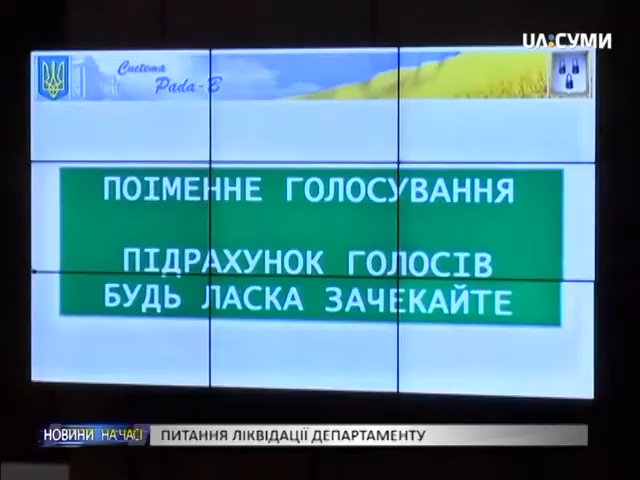 UA:СУМИ
Система
Рада-В
ПОІМЕННЕ ГОЛОСУВАННЯ
ПІДРАХУНОК ГОЛОСІВ
БУДЬ ЛАСКА ЗАЧЕКАЙТЕ
НОВИНИ НА ЧАСІ
ПИТАННЯ ЛІКВІДАЦІЇ ДЕПАРТАМЕНТУ